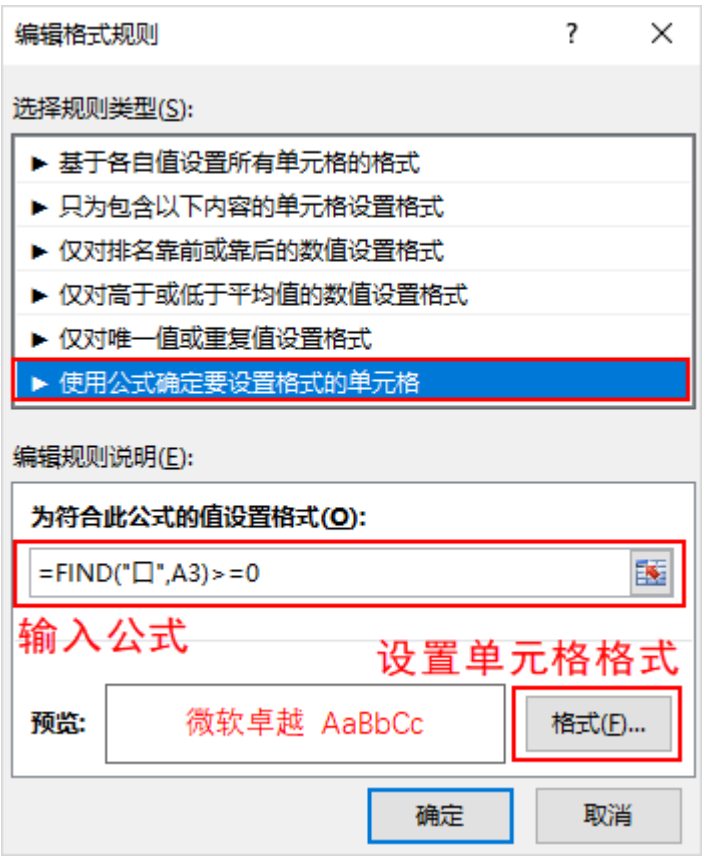 编辑格式规则 ? ×
选择规则类型(S):
► 基于各自值设置所有单元格的格式
► 只为包含以下内容的单元格设置格式
► 仅对排名靠前或靠后的数值设置格式
► 仅对高于或低于平均值的数值设置格式
► 仅对唯一值或重复值设置格式
► 使用公式确定要设置格式的单元格
编辑规则说明(E):
为符合此公式的值设置格式(O):
=FIND("口",A3)>=0
输入公式
设置单元格格式
预览: 微软卓越 AaBbCc 格式(F)...
确定 取消